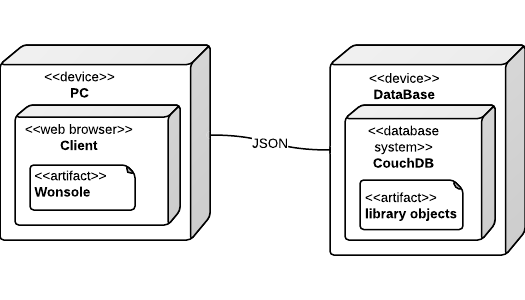 <<device>>
PC
<<web browser>>
Client
<<artifact>>
Wonsole
JSON
<<device>>
DataBase
<<database
system>>
CouchDB
<<artifact>>
library objects